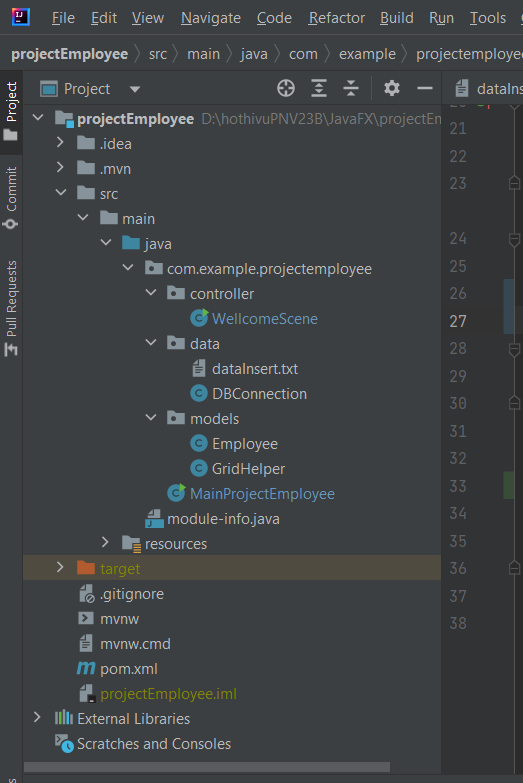 File Edit View Navigate Code Refactor Build Run Tools
projectEmployee src main java com example projectemployee
Project
Commit
Pull Requests
Project
dataIns
projectEmployee D:\hothivuPNV23B\JavaFX\projectEm
.idea
.mvn
src
main
java
com.example.projectemployee
controller
WellcomeScene
data
dataInsert.txt
DBConnection
models
Employee
GridHelper
MainProjectEmployee
module-info.java
resources
target
.gitignore
mvnw
mvnw.cmd
pom.xml
projectEmployee.iml
External Libraries
Scratches and Consoles
21
22
23
24
25
26
27
28
29
30
31
32
33
34
35
36
37
38